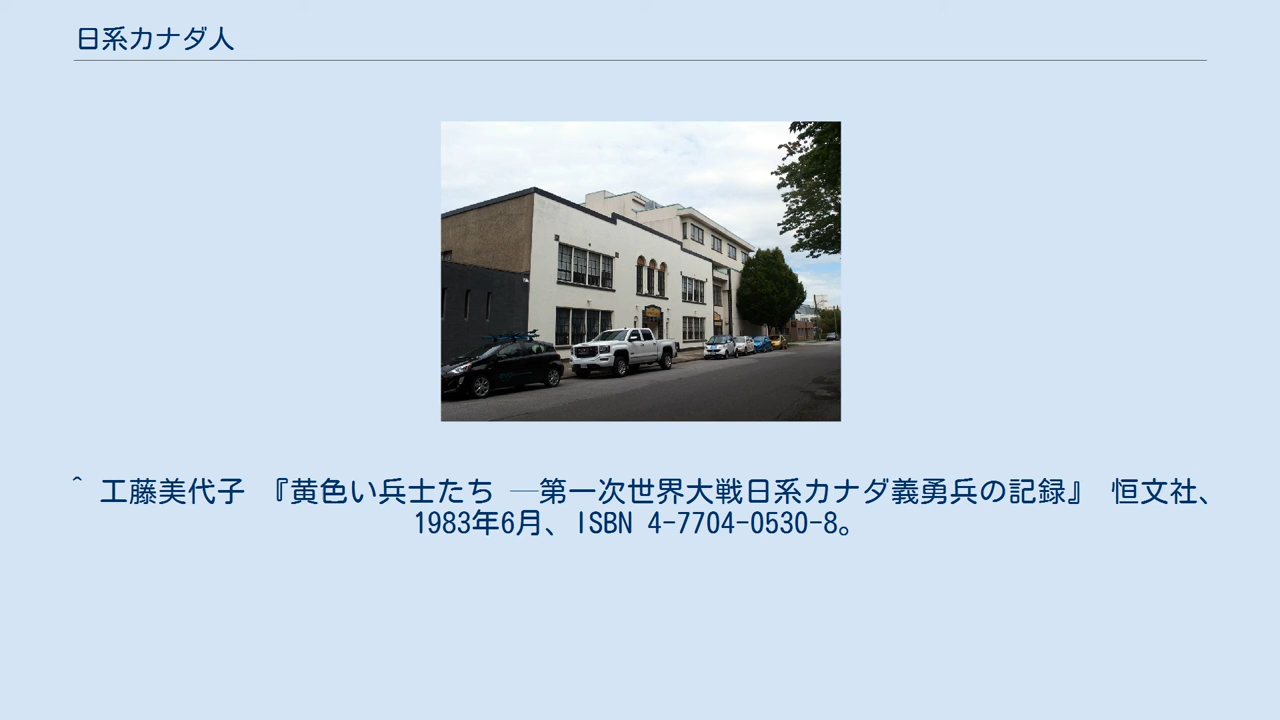 日系カナダ人
^ 工藤美代子 『黄色い兵士たち ―第一次世界大戦日系カナダ義勇兵の記録』 恒文社、
1983年6月、ISBN 4-7704-0530-8。